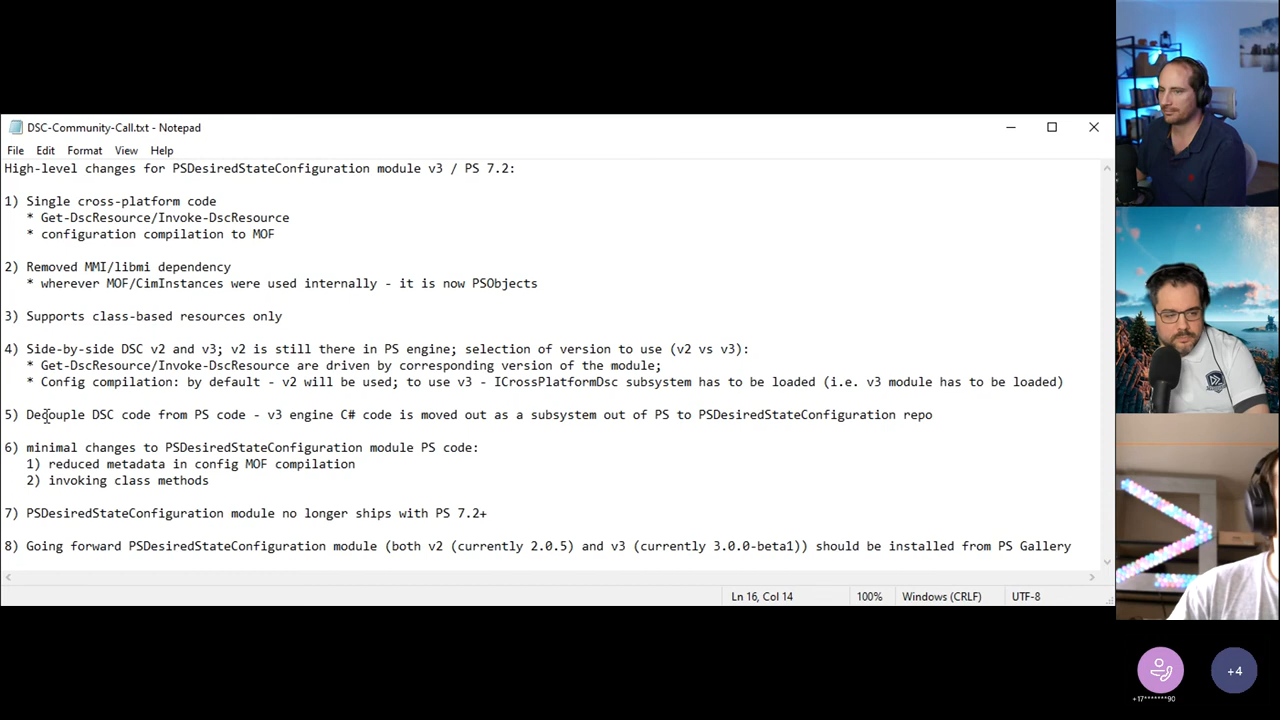 DSC-Community-Call.txt - Notepad
File Edit Format View Help
High-level changes for PSDesiredStateConfiguration module v3 / PS 7.2:
1) Single cross-platform code
* Get-DscResource/Invoke-DscResource
* configuration compilation to MOF
2) Removed MMI/libmi dependency
* wherever MOF/CimInstances were used internally - it is now PSObjects
3) Supports class-based resources only
4) Side-by-side DSC v2 and v3; v2 is still there in PS engine; selection of version to use (v2 vs v3):
* Get-DscResource/Invoke-DscResource are driven by corresponding version of the module;
* Config compilation: by default - v2 will be used; to use v3 - ICrossPlatformDsc subsystem has to be loaded (i.e. v3 module has to be loaded)
5) Decouple DSC code from PS code - v3 engine C# code is moved out as a subsystem out of PS to PSDesiredStateConfiguration repo
6) minimal changes to PSDesiredStateConfiguration module PS code:
1) reduced metadata in config MOF compilation
2) invoking class methods
7) PSDesiredStateConfiguration module no longer ships with PS 7.2+
8) Going forward PSDesiredStateConfiguration module (both v2 (currently 2.0.5) and v3 (currently 3.0.0-beta1)) should be installed from PS Gallery
Ln 16, Col 14 100% Windows (CRLF) UTF-8
+17*******90
+4